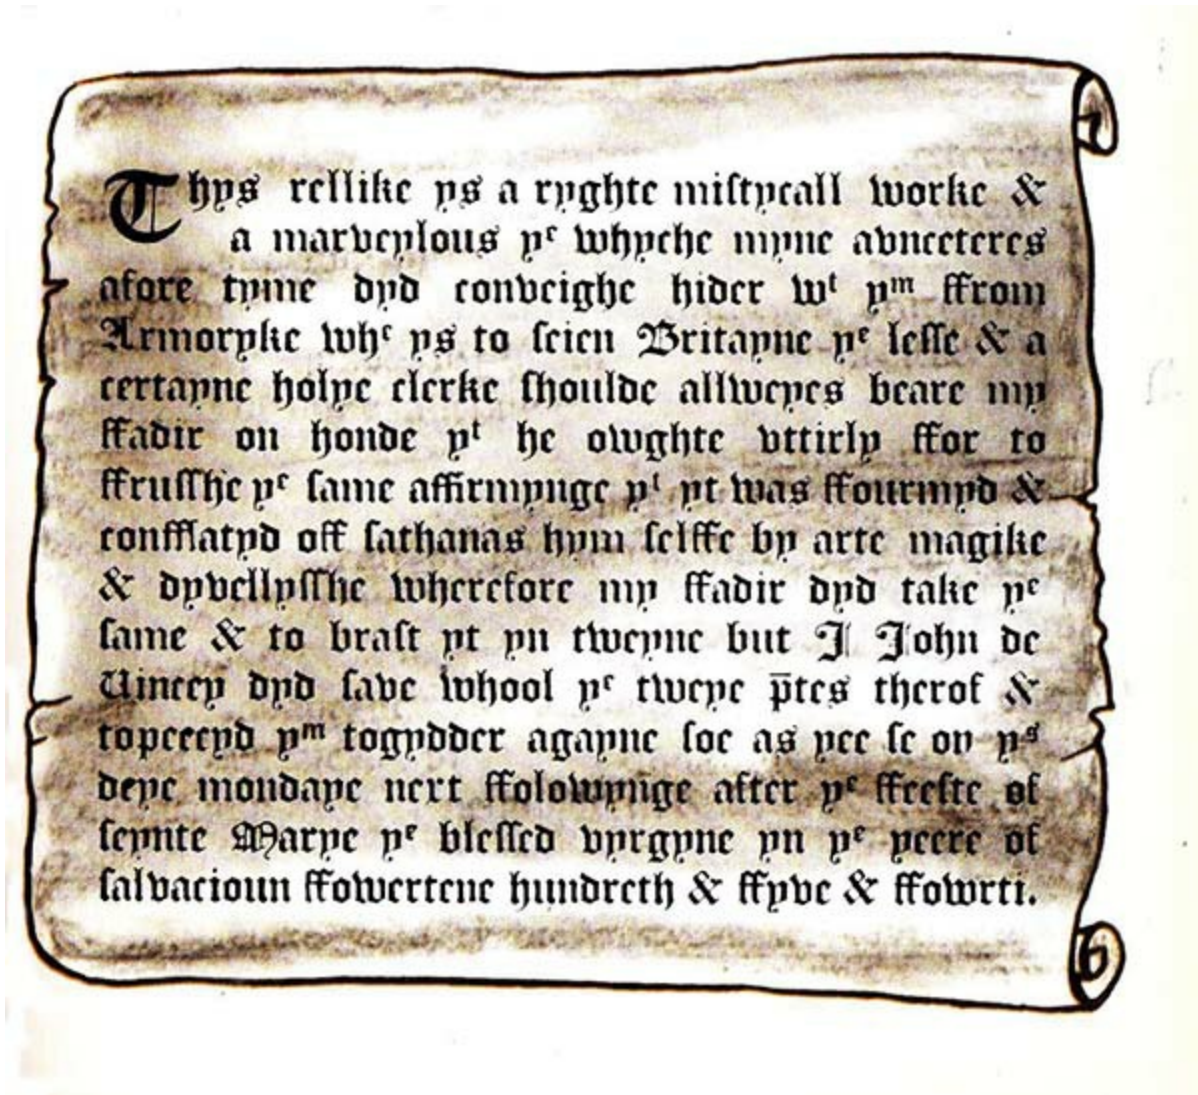 Thys rellike ys a ryghte miſtycall worke &
a marveylous yᵉ whyche myne avnceteres
afore tyme dyd conveighe hider wᵗ yᵐ ffrom
Armoryke whᶜ ys to ſeien Britayne yᵉ leſſe & a
certayne holye clerke ſhoulde allweyes beare my
ffadir on honde yᵗ he owghte vttirly ffor to
ffruſſhe yᵉ ſame affirmynge yᵗ yt was ffourmyd &
conffflatyd off ſathanas hym ſelffe by arte magike
& dyvellyſſhe wherefore my ffadir dyd take yᵉ
ſame & to braſt yt yn tweyne but I John de
Vincey dyd ſave whool yᵉ tweye p̄tes therof &
topeecyd yᵐ togydder agayne ſoe as yee ſe on yˢ
deye mondaye next ffolowynge after yᵉ ffeeſte of
ſeynte Marye yᵉ bleſſed vyrgyne yn yᵉ yeere of
ſalvacioun ffowertene hundreth & ffyve & ffowrti.